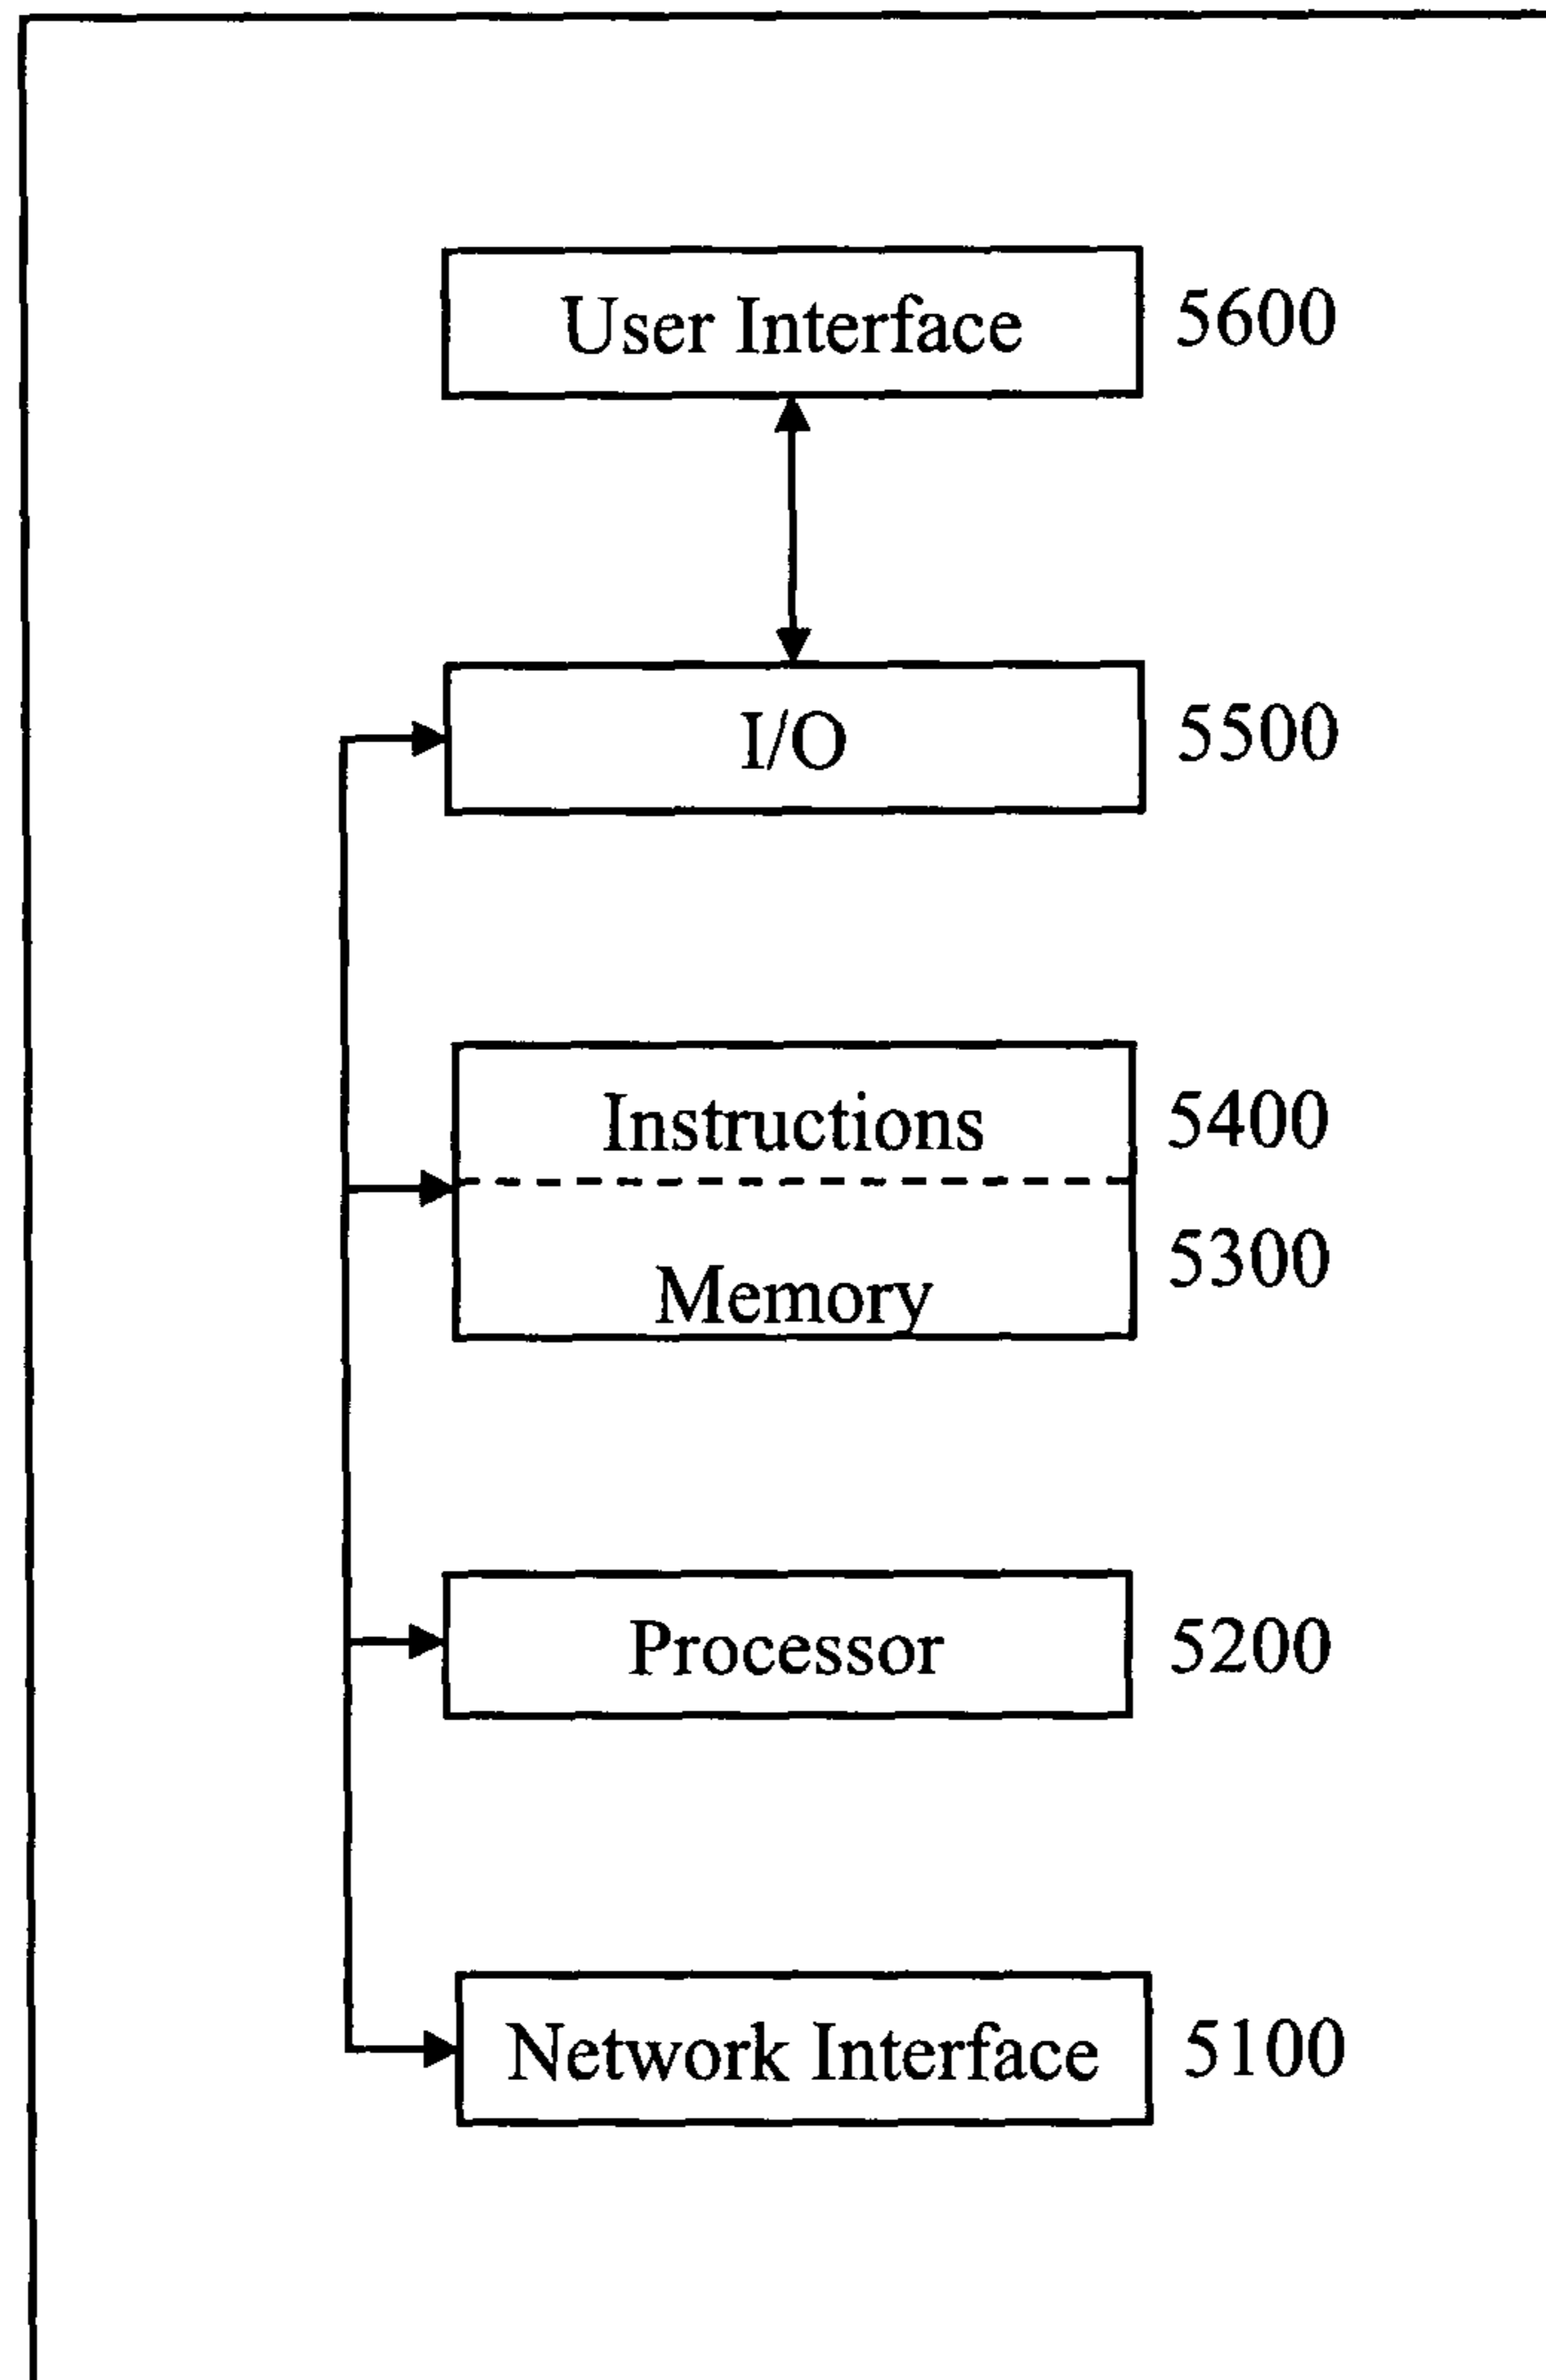 User Interface 5600
I/O 5500
Instructions 5400
Memory 5300
Processor 5200
Network Interface 5100